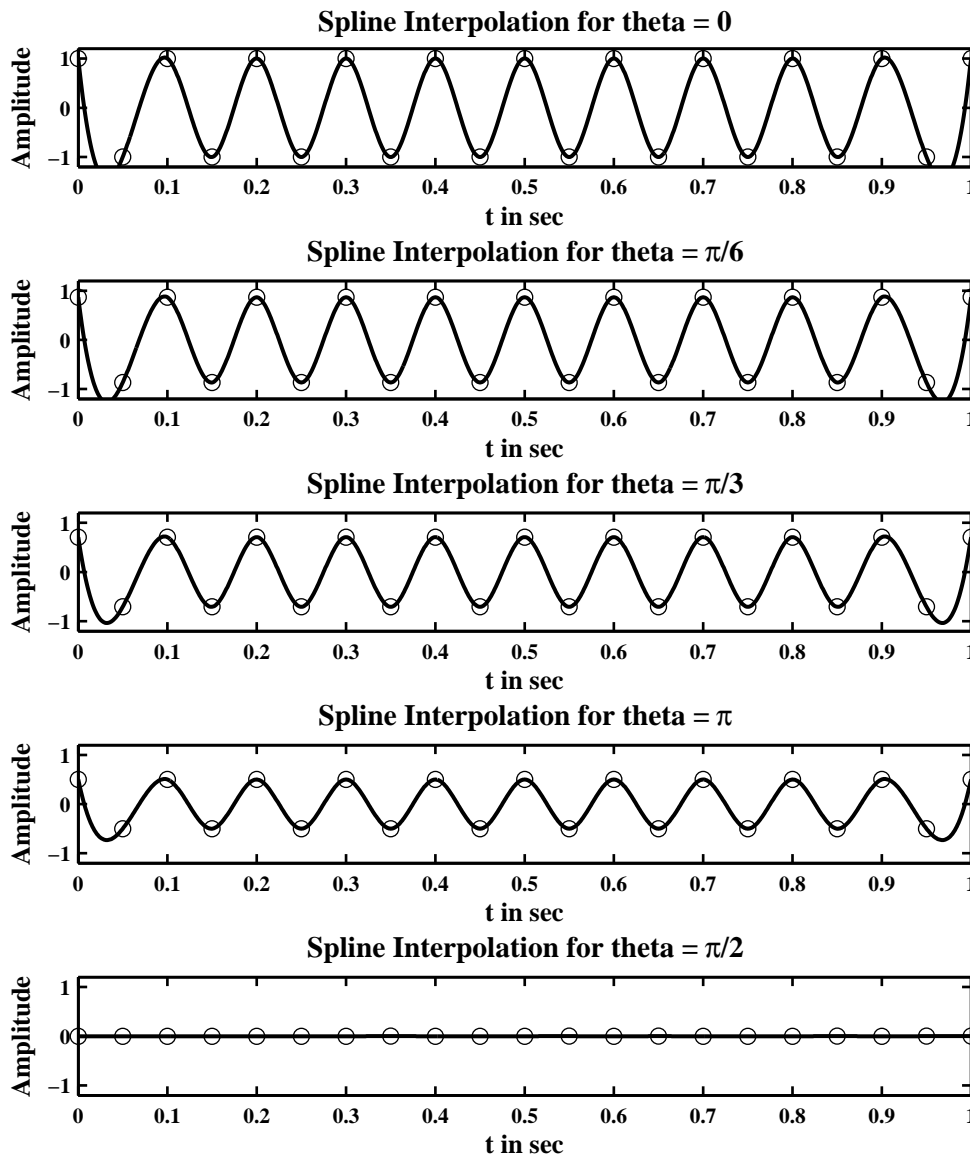 Spline Interpolation for theta = 0
Amplitude
1
0
−1
0 0.1 0.2 0.3 0.4 0.5 0.6 0.7 0.8 0.9 1
t in sec
Spline Interpolation for theta = π/6
Amplitude
1
0
−1
0 0.1 0.2 0.3 0.4 0.5 0.6 0.7 0.8 0.9 1
t in sec
Spline Interpolation for theta = π/3
Amplitude
1
0
−1
0 0.1 0.2 0.3 0.4 0.5 0.6 0.7 0.8 0.9 1
t in sec
Spline Interpolation for theta = π
Amplitude
1
0
−1
0 0.1 0.2 0.3 0.4 0.5 0.6 0.7 0.8 0.9 1
t in sec
Spline Interpolation for theta = π/2
Amplitude
1
0
−1
0 0.1 0.2 0.3 0.4 0.5 0.6 0.7 0.8 0.9 1
t in sec